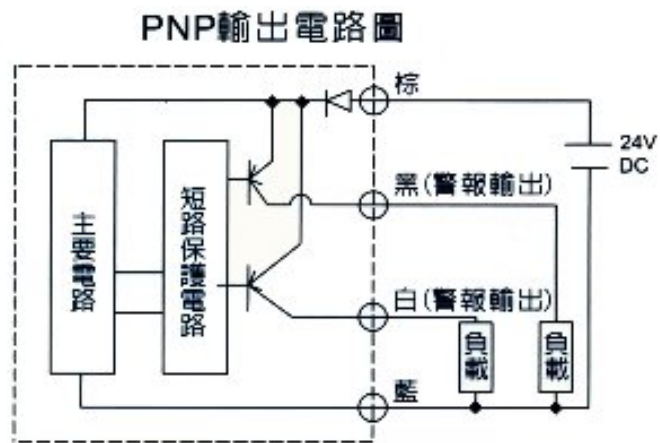 PNP輸出電路圖
棕
24V
DC
黑(警報輸出)
主要電路
短路保護電路
白(警報輸出)
負載
負載
藍